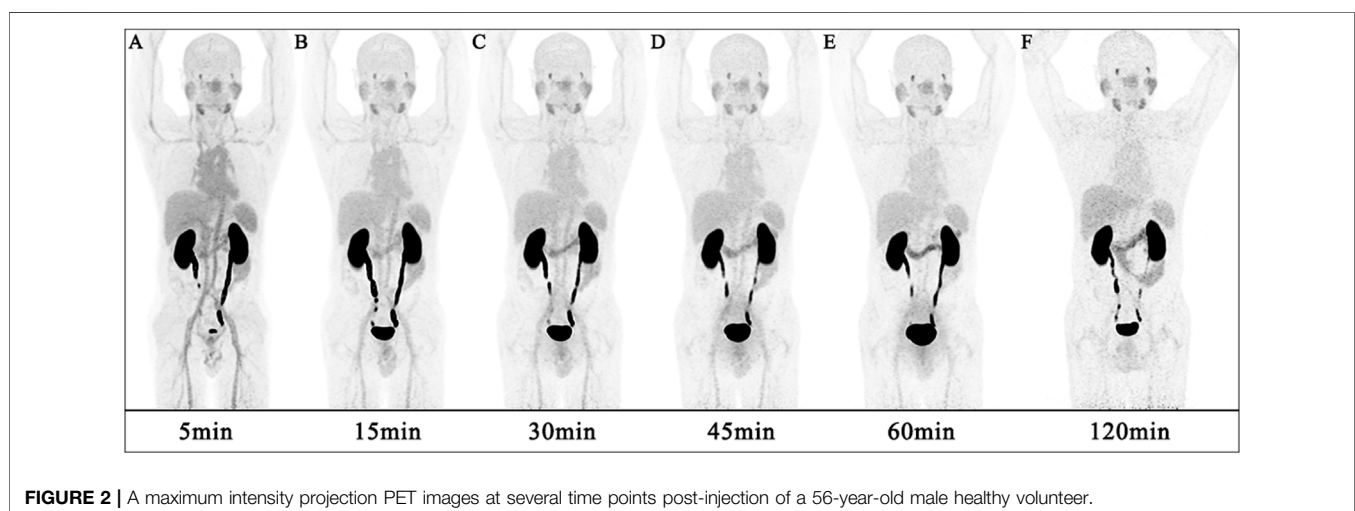 A B C D E F
5min 15min 30min 45min 60min 120min
FIGURE 2 | A maximum intensity projection PET images at several time points post-injection of a 56-year-old male healthy volunteer.